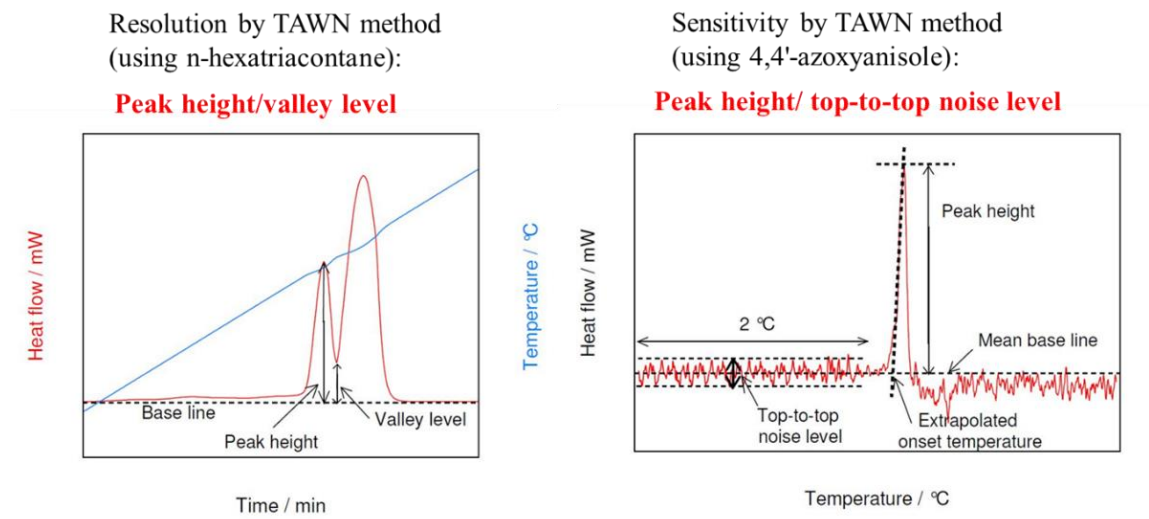 Resolution by TAWN method
(using n-hexatriacontane):
Peak height/valley level
Heat flow / mW
Temperature / °C
Base line
Peak height
Valley level
Time / min
Sensitivity by TAWN method
(using 4,4'-azoxyanisole):
Peak height/ top-to-top noise level
Heat flow / mW
Peak height
2 °C
Mean base line
Top-to-top
noise level
Extrapolated
onset temperature
Temperature / °C